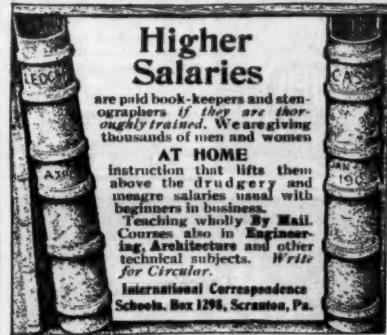 Higher
Salaries
are paid book-keepers and sten-
ographers if they are thor-
oughly trained. We are giving
thousands of men and women
AT HOME
instruction that lifts them
above the drudgery and
meagre salaries usual with
beginners in business.
Teaching wholly By Mail.
Courses also in Engineer-
ing, Architecture and other
technical subjects. Write
for Circular.
International Correspondence
Schools, Box 1298, Scranton, Pa.
LEDGER
CASH
JAN.